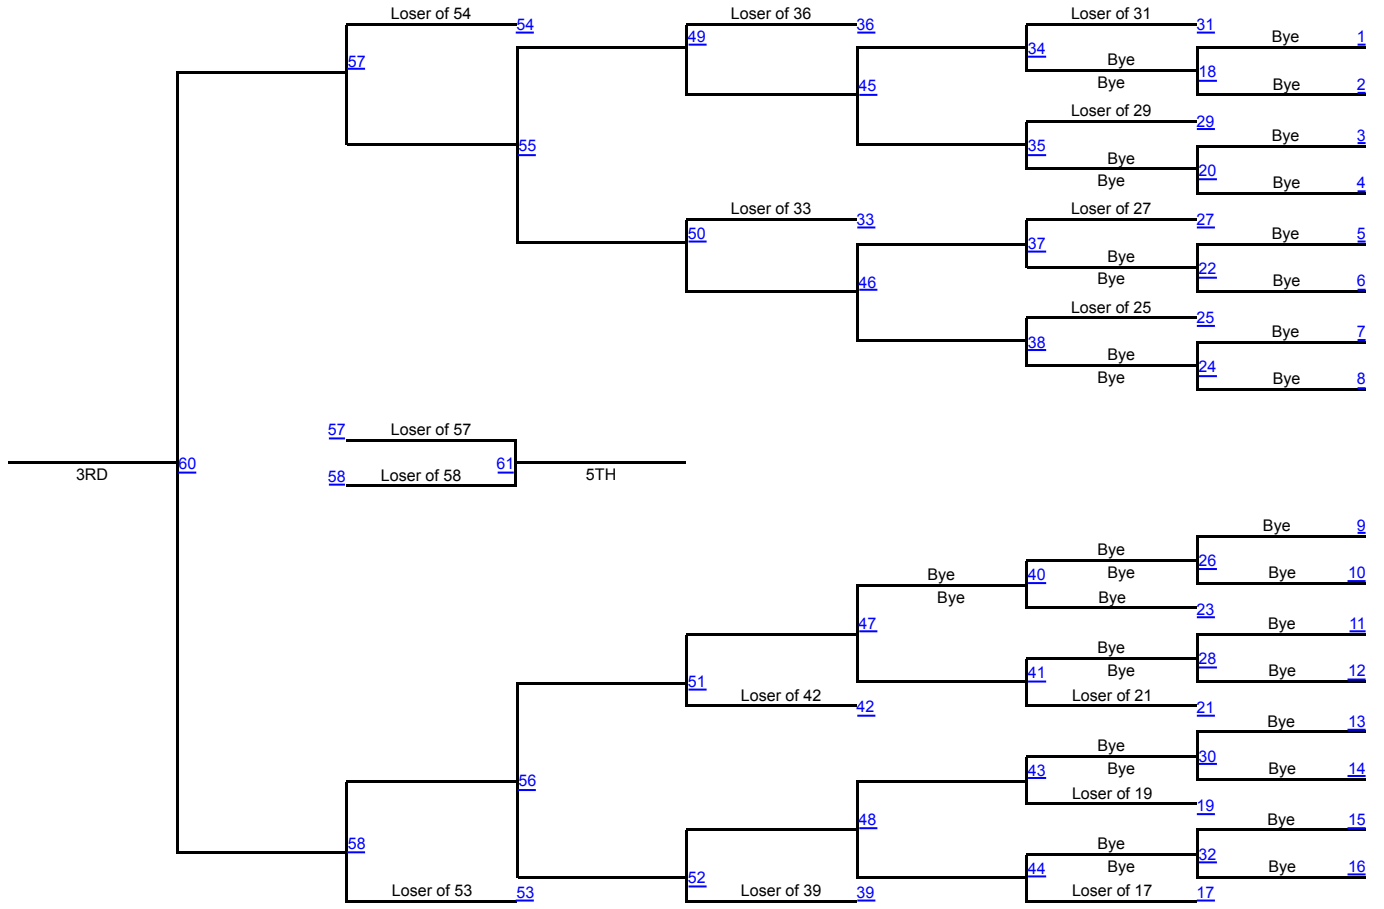 Loser of 54 54 Loser of 36 36 Loser of 31 31
Bye 1
49
34 Bye
57 Bye 18
45 Bye Bye 2
Loser of 29 29
Bye 3
55 35
Bye 20
Bye Bye 4
Loser of 33 33 Loser of 27 27
50 37 Bye 5
Bye 22
46 Bye Bye 6
Loser of 25 25
Bye 7
38 Bye 24
Bye Bye 8
57 Loser of 57
60 61
3RD 58 Loser of 58 5TH
Bye 9
Bye 26
Bye 40 Bye Bye 10
Bye Bye 23
47 Bye 11
Bye 28
51 41 Bye Bye 12
Loser of 42 42 Loser of 21 21
Bye 13
Bye 30
56 43 Bye Bye 14
Loser of 19 19
48 Bye 15
58 Bye 32
52 44 Bye Bye 16
Loser of 53 53 Loser of 39 39 Loser of 17 17